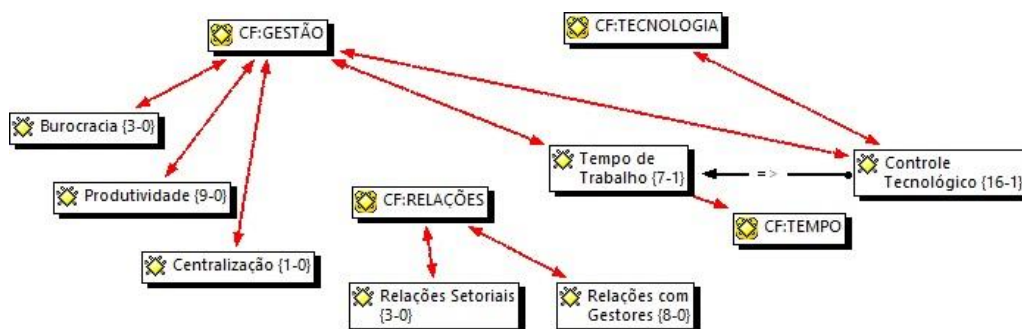 CF:GESTÃO
CF:TECNOLOGIA
Burocracia {3-0}
Tempo de
Trabalho {7-1}
=>
Controle
Tecnológico {16-1}
Produtividade {9-0}
CF:RELAÇÕES
CF:TEMPO
Centralização {1-0}
Relações Setoriais
{3-0}
Relações com
Gestores {8-0}